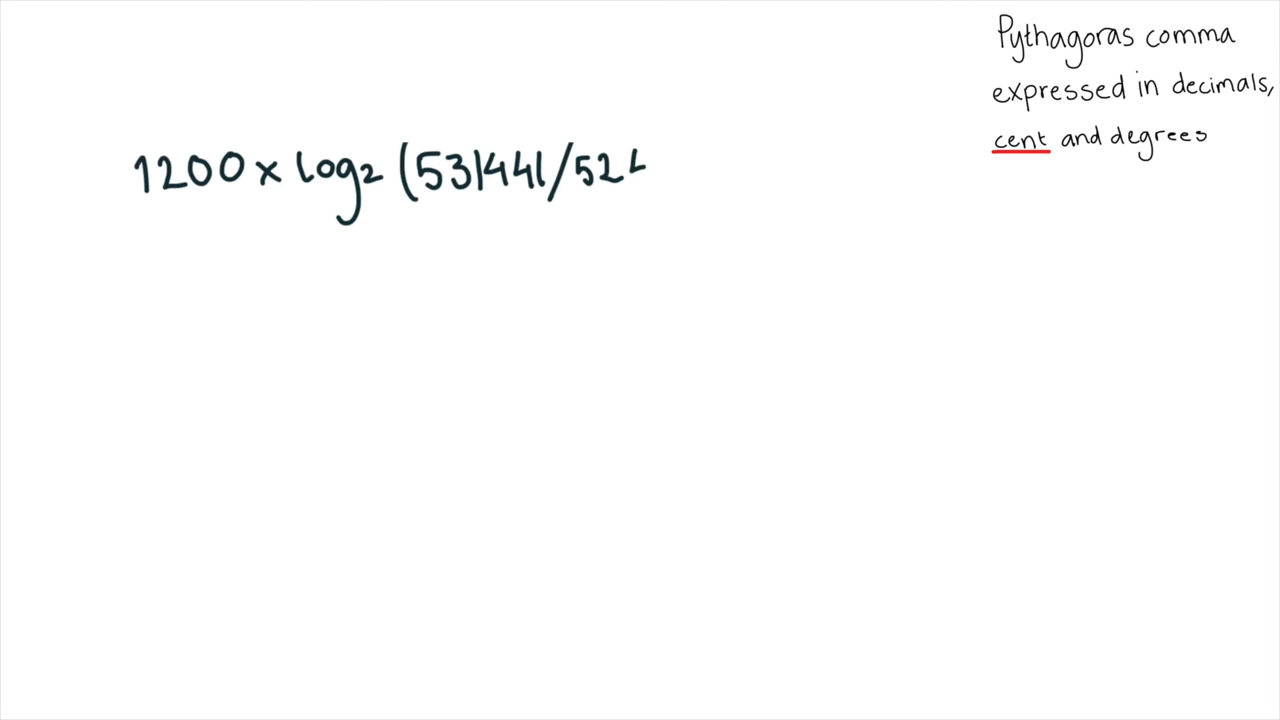 Pythagoras comma
expressed in decimals,
cent and degrees
1200 x log₂ (531441/52